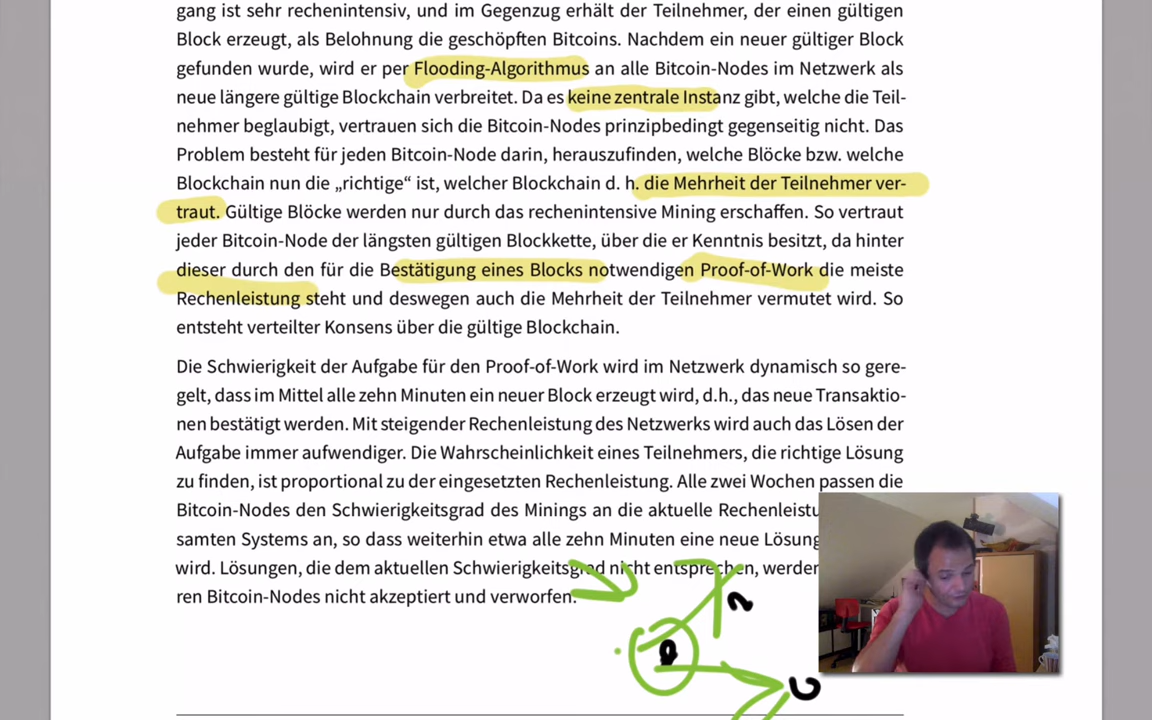 gang ist sehr rechenintensiv, und im Gegenzug erhält der Teilnehmer, der einen gültigen
Block erzeugt, als Belohnung die geschöpften Bitcoins. Nachdem ein neuer gültiger Block
gefunden wurde, wird er per Flooding-Algorithmus an alle Bitcoin-Nodes im Netzwerk als
neue längere gültige Blockchain verbreitet. Da es keine zentrale Instanz gibt, welche die Teil-
nehmer beglaubigt, vertrauen sich die Bitcoin-Nodes prinzipbedingt gegenseitig nicht. Das
Problem besteht für jeden Bitcoin-Node darin, herauszufinden, welche Blöcke bzw. welche
Blockchain nun die „richtige“ ist, welcher Blockchain d. h. die Mehrheit der Teilnehmer ver-
traut. Gültige Blöcke werden nur durch das rechenintensive Mining erschaffen. So vertraut
jeder Bitcoin-Node der längsten gültigen Blockkette, über die er Kenntnis besitzt, da hinter
dieser durch den für die Bestätigung eines Blocks notwendigen Proof-of-Work die meiste
Rechenleistung steht und deswegen auch die Mehrheit der Teilnehmer vermutet wird. So
entsteht verteilter Konsens über die gültige Blockchain.
Die Schwierigkeit der Aufgabe für den Proof-of-Work wird im Netzwerk dynamisch so gere-
gelt, dass im Mittel alle zehn Minuten ein neuer Block erzeugt wird, d.h., das neue Transaktio-
nen bestätigt werden. Mit steigender Rechenleistung des Netzwerks wird auch das Lösen der
Aufgabe immer aufwendiger. Die Wahrscheinlichkeit eines Teilnehmers, die richtige Lösung
zu finden, ist proportional zu der eingesetzten Rechenleistung. Alle zwei Wochen passen die
Bitcoin-Nodes den Schwierigkeitsgrad des Minings an die aktuelle Rechenleistu
samten Systems an, so dass weiterhin etwa alle zehn Minuten eine neue Lösung
wird. Lösungen, die dem aktuellen Schwierigkeitsgrad nicht entsprechen, werden
ren Bitcoin-Nodes nicht akzeptiert und verworfen.